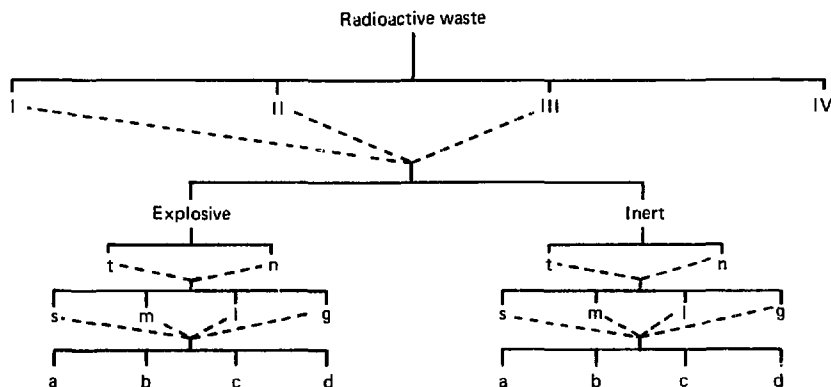 Radioactive waste
I II III IV
Explosive Inert
t n t n
s m l g s m l g
a b c d a b c d